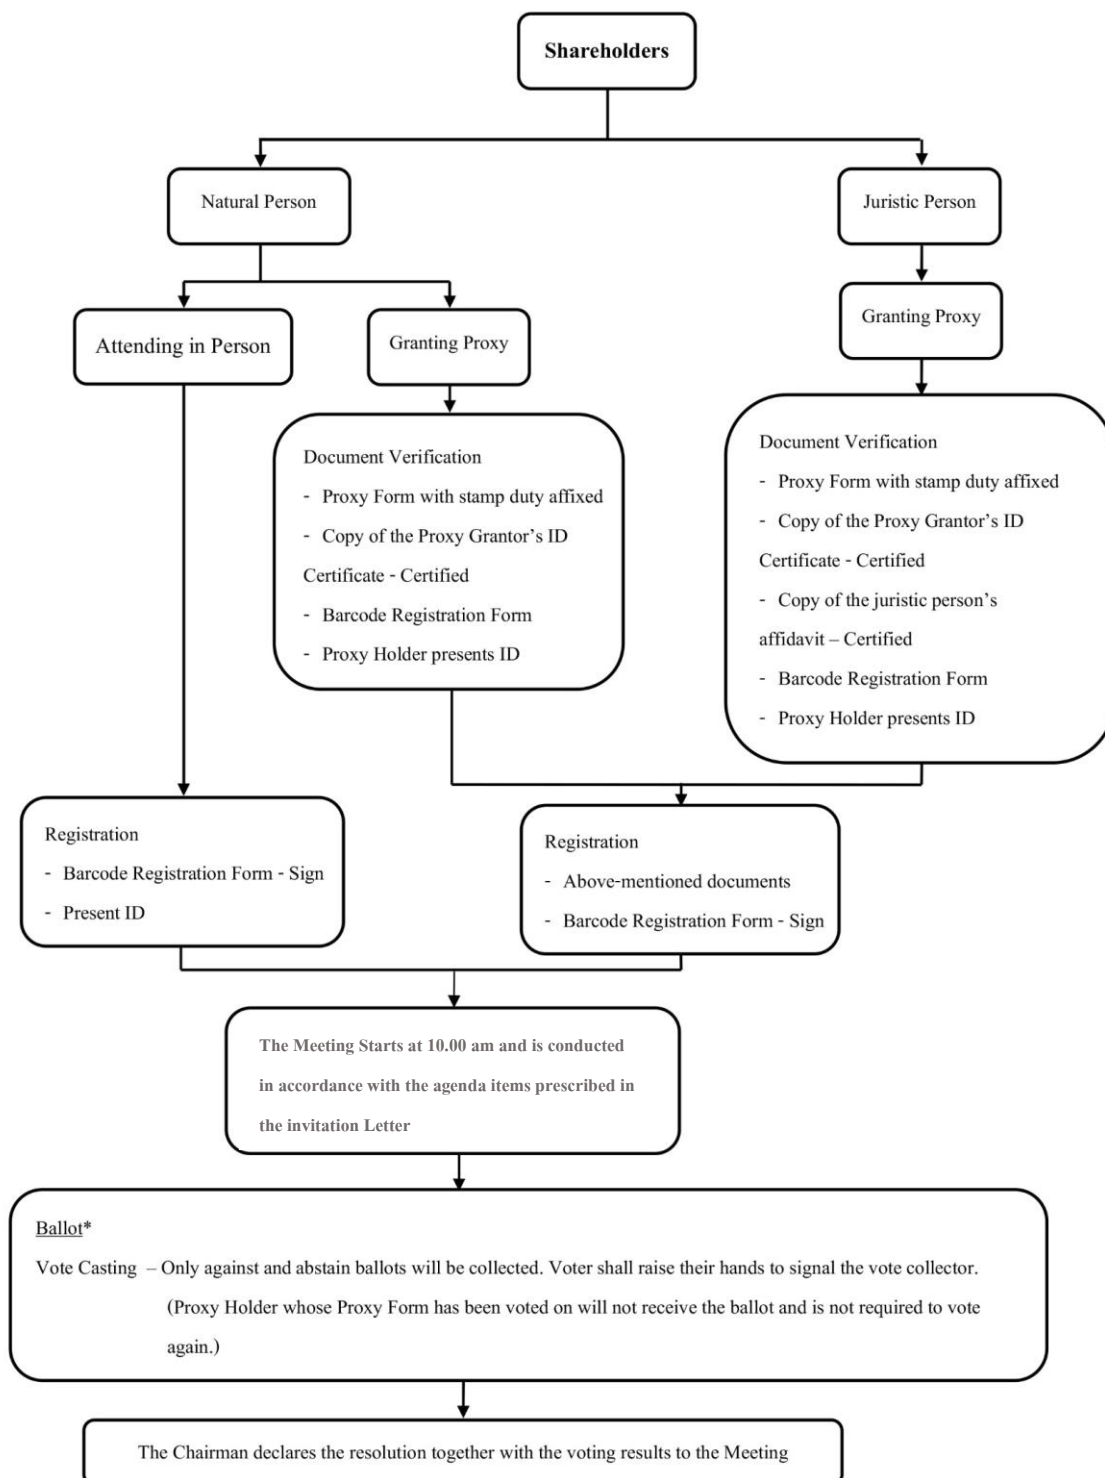 Shareholders
Natural Person
Juristic Person
Attending in Person
Granting Proxy
Granting Proxy
Document Verification
- Proxy Form with stamp duty affixed
- Copy of the Proxy Grantor’s ID
Certificate - Certified
- Barcode Registration Form
- Proxy Holder presents ID
Document Verification
- Proxy Form with stamp duty affixed
- Copy of the Proxy Grantor’s ID
Certificate - Certified
- Copy of the juristic person’s
affidavit – Certified
- Barcode Registration Form
- Proxy Holder presents ID
Registration
- Barcode Registration Form - Sign
- Present ID
Registration
- Above-mentioned documents
- Barcode Registration Form - Sign
The Meeting Starts at 10.00 am and is conducted
in accordance with the agenda items prescribed in
the invitation Letter
Ballot*
Vote Casting – Only against and abstain ballots will be collected. Voter shall raise their hands to signal the vote collector.
(Proxy Holder whose Proxy Form has been voted on will not receive the ballot and is not required to vote
again.)
The Chairman declares the resolution together with the voting results to the Meeting